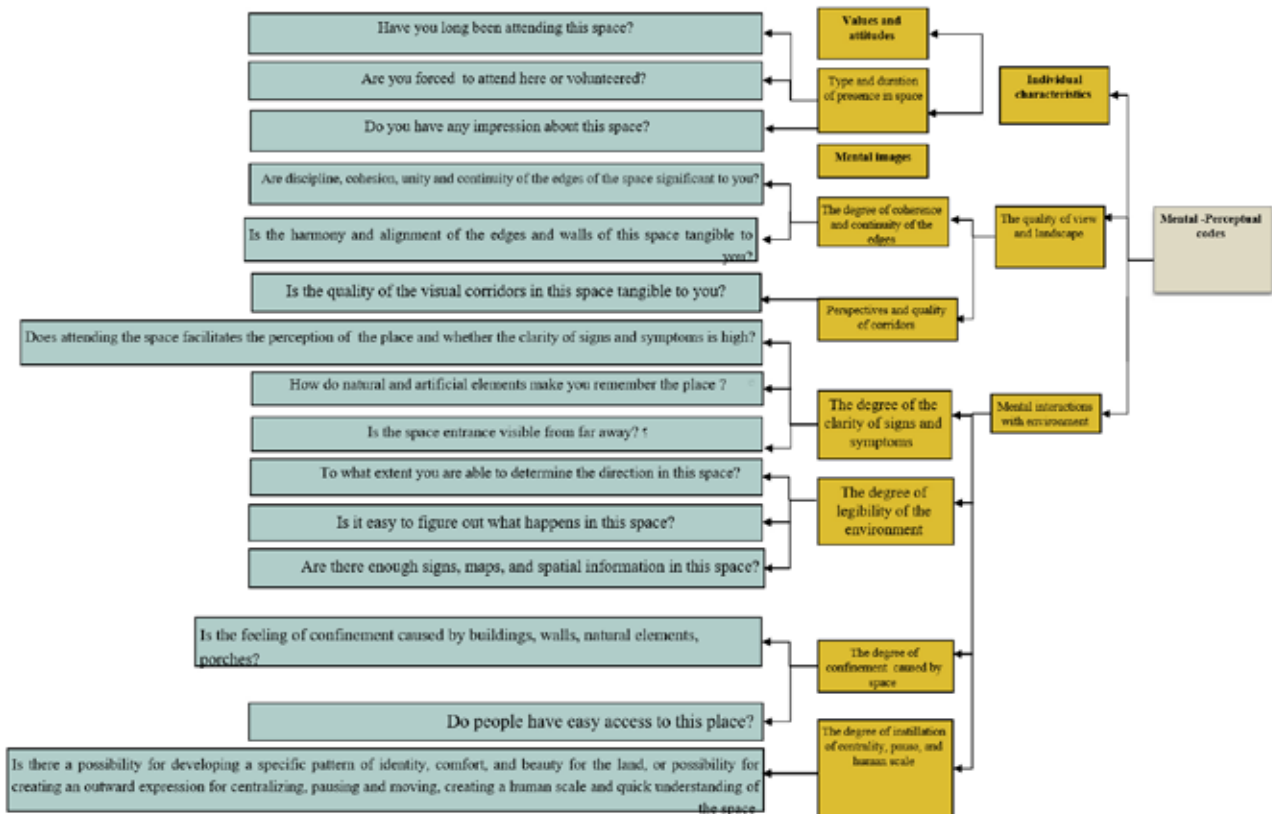 Have you long been attending this space?
Are you forced to attend here or volunteered?
Do you have any impression about this space?
Are discipline, cohesion, unity and continuity of the edges of the space significant to you?
Is the harmony and alignment of the edges and walls of this space tangible to
you?
Is the quality of the visual corridors in this space tangible to you?
Does attending the space facilitates the perception of the place and whether the clarity of signs and symptoms is high?
How do natural and artificial elements make you remember the place ?
Is the space entrance visible from far away? ¶
To what extent you are able to determine the direction in this space?
Is it easy to figure out what happens in this space?
Are there enough signs, maps, and spatial information in this space?
Is the feeling of confinement caused by buildings, walls, natural elements,
porches?
Do people have easy access to this place?
Is there a possibility for developing a specific pattern of identity, comfort, and beauty for the land, or possibility for
creating an outward expression for centralizing, pausing and moving, creating a human scale and quick understanding of
the space
Values and
attitudes
Type and duration
of presence in space
Mental images
The degree of coherence
and continuity of the
edges
Perspectives and quality
of corridors
The degree of the
clarity of signs and
symptoms
The degree of
legibility of the
environment
The degree of
confinement caused by
space
The degree of instillation
of centrality, pause, and
human scale
Individual
characteristics
The quality of view
and landscape
Mental interactions
with environment
Mental -Perceptual
codes